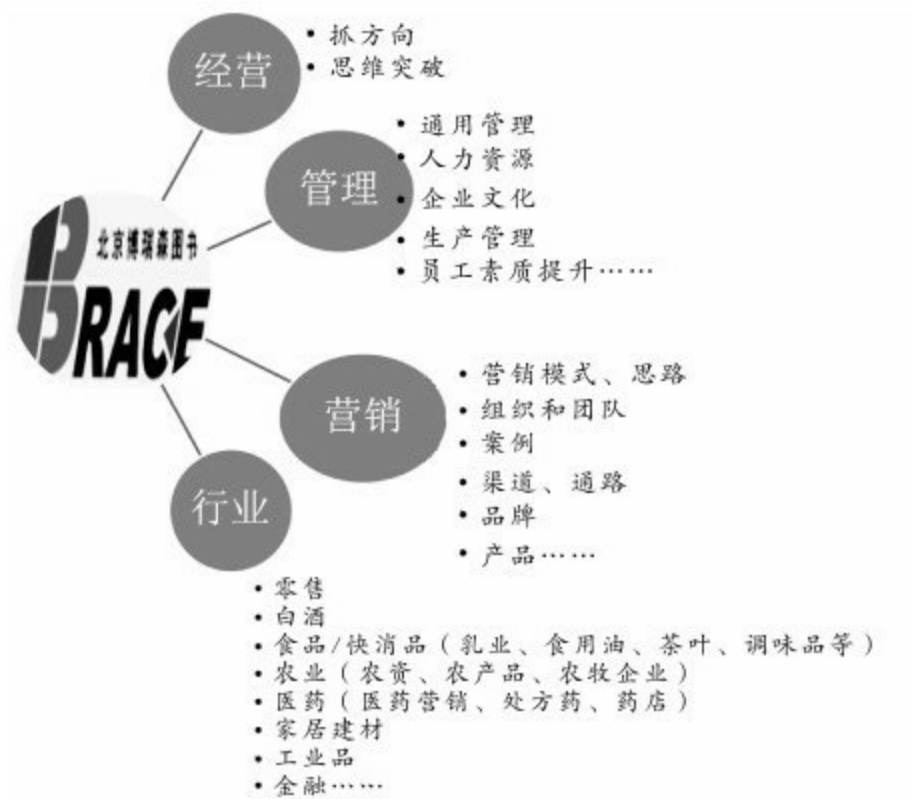 经营
• 抓方向
• 思维突破
管理
• 通用管理
• 人力资源
• 企业文化
• 生产管理
• 员工素质提升……
北京博瑞森图书
BRACE
营销
• 营销模式、思路
• 组织和团队
• 案例
• 渠道、通路
• 品牌
• 产品……
行业
• 零售
• 白酒
• 食品/快消品（乳业、食用油、茶叶、调味品等）
• 农业（农资、农产品、农牧企业）
• 医药（医药营销、处方药、药店）
• 家居建材
• 工业品
• 金融……